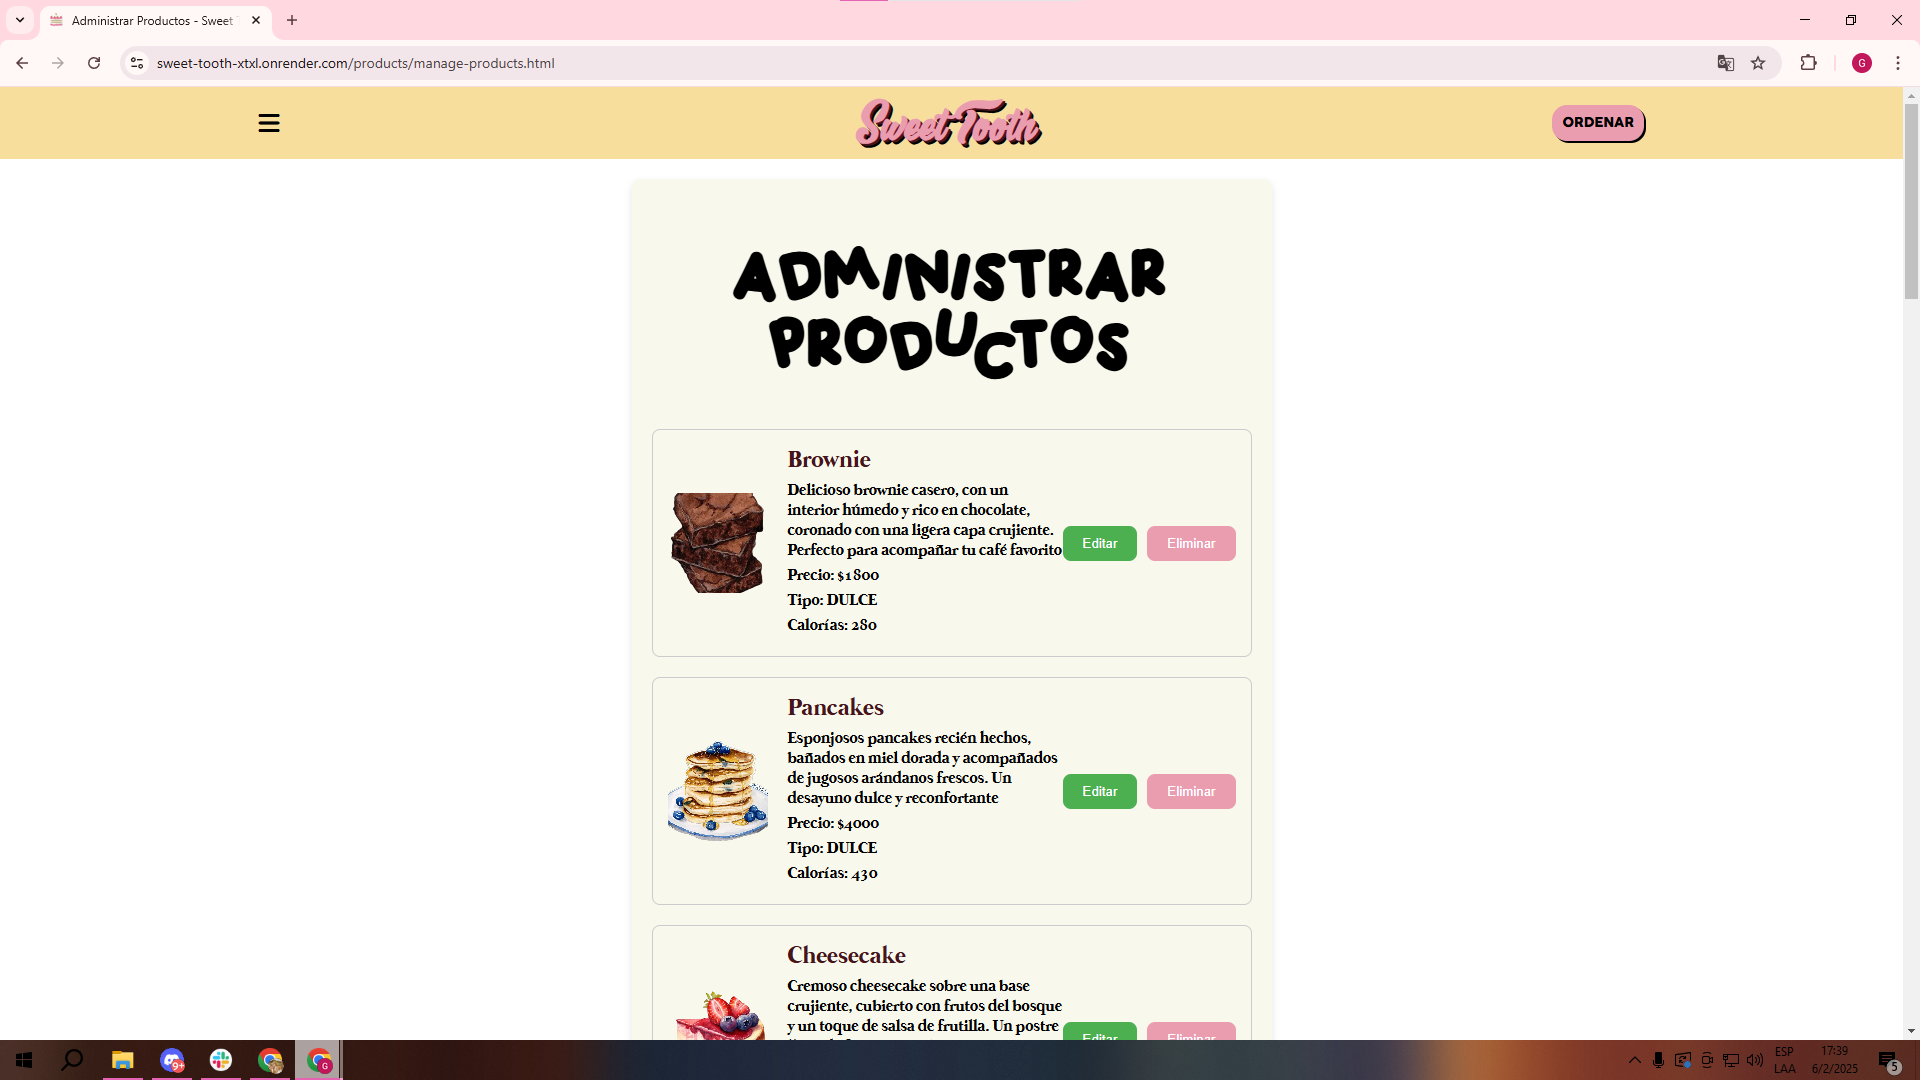 Administrar Productos - Sweet
sweet-tooth-xtxl.onrender.com/products/manage-products.html
G
Sweet Tooth
ORDENAR
ADMINISTRAR
PRODUCTOS
Brownie
Delicioso brownie casero, con un
interior húmedo y rico en chocolate,
coronado con una ligera capa crujiente.
Perfecto para acompañar tu café favorito
Precio: $1800
Tipo: DULCE
Calorías: 280
Editar
Eliminar
Pancakes
Esponjosos pancakes recién hechos,
bañados en miel dorada y acompañados
de jugosos arándanos frescos. Un
desayuno dulce y reconfortante
Precio: $4000
Tipo: DULCE
Calorías: 430
Editar
Eliminar
Cheesecake
Cremoso cheesecake sobre una base
crujiente, cubierto con frutos del bosque
y un toque de salsa de frutilla. Un postre
Editar
Eliminar
9+
G
ESP
LAA
17:39
6/2/2025
5